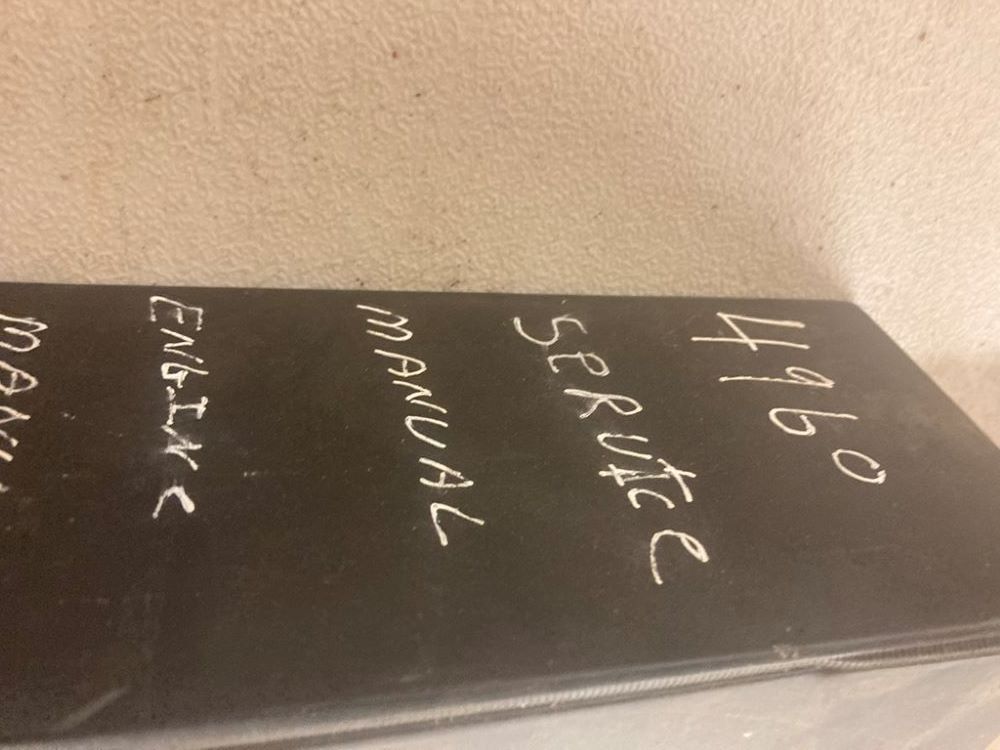 4960
SERVICE
MANUAL
ENGINE